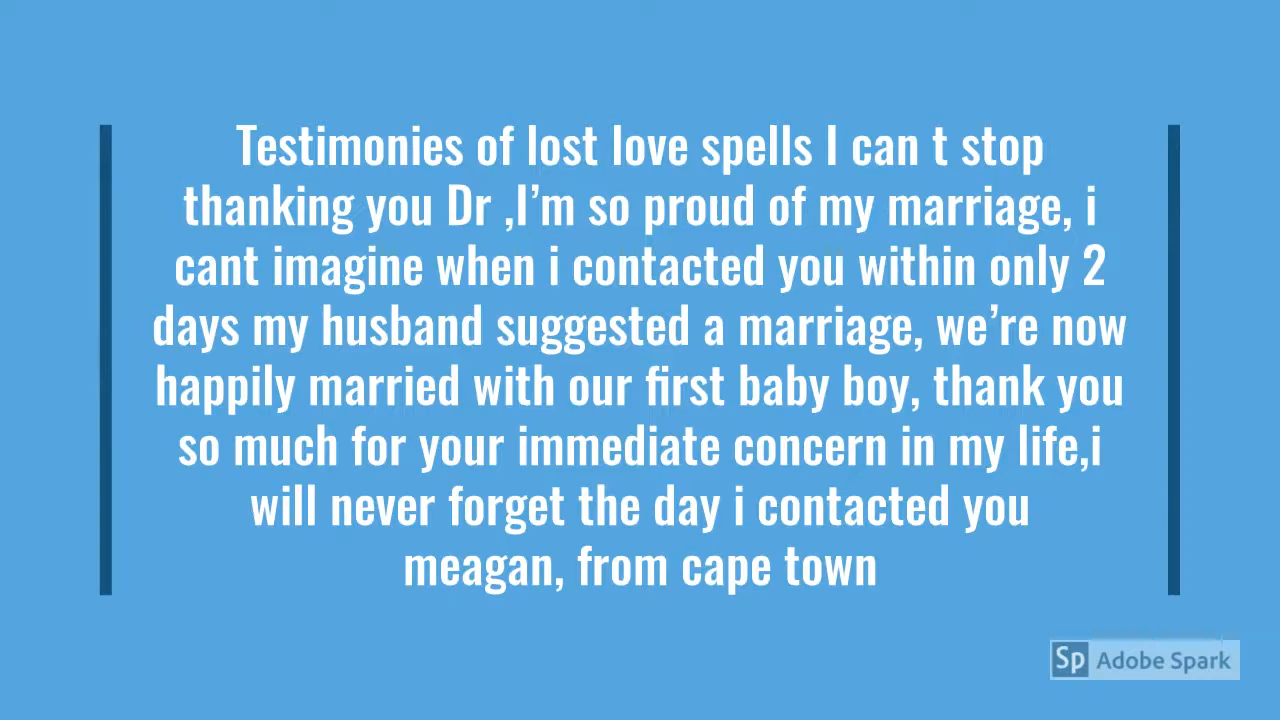 Testimonies of lost love spells I can t stop
thanking you Dr ,I’m so proud of my marriage, i
cant imagine when i contacted you within only 2
days my husband suggested a marriage, we’re now
happily married with our first baby boy, thank you
so much for your immediate concern in my life,i
will never forget the day i contacted you
meagan, from cape town
Sp Adobe Spark